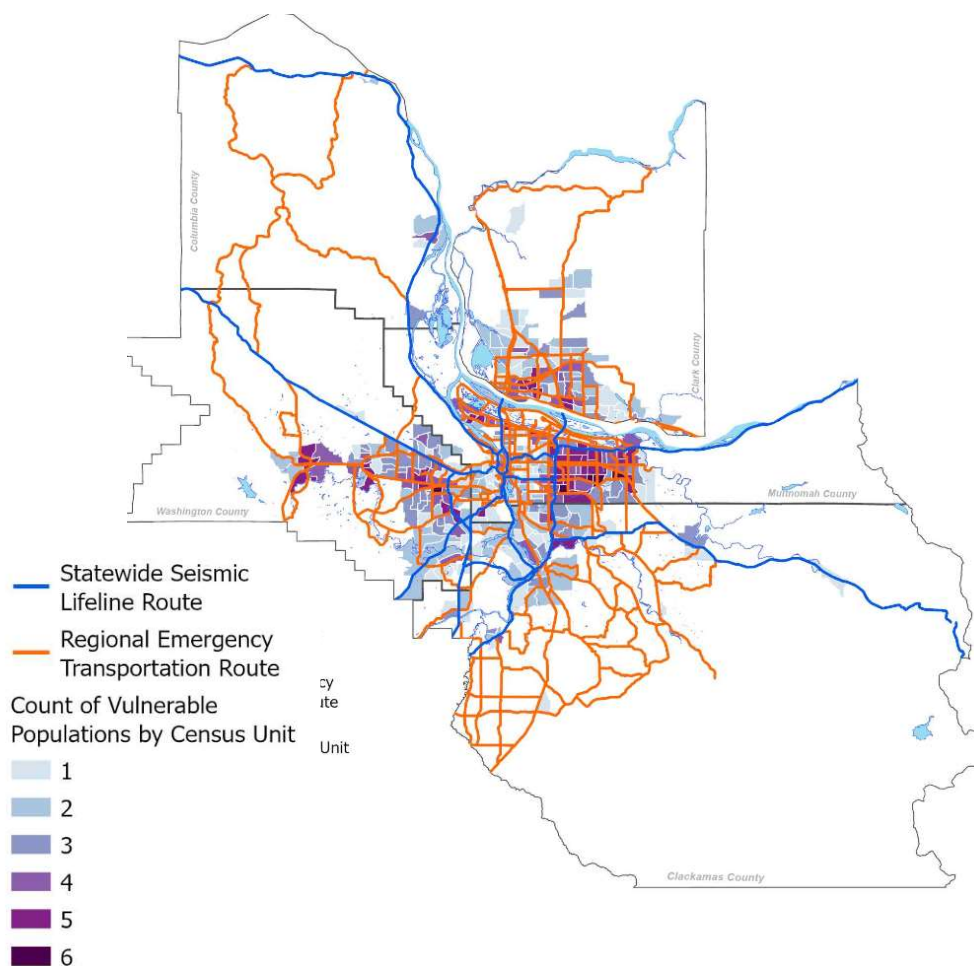 Columbia County
Clark County
Multnomah County
Washington County
Statewide Seismic
Lifeline Route
Regional Emergency
Transportation Route
cy
ute
Count of Vulnerable
Populations by Census Unit
Unit
1
2
3
4
5
6
Clackamas County